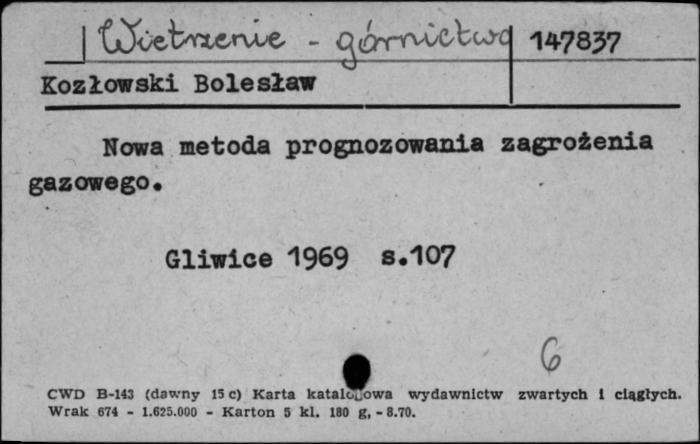 Wietrzenie - górnictwo 147837
Kozłowski Bolesław
Nowa metoda prognozowania zagrożenia
gazowego.
Gliwice 1969 s.107
6
CWD B-143 (dawny 15 c) Karta katalogowa wydawnictw zwartych i ciągłych.
Wrak 674 - 1.625.000 - Karton 5 kl. 180 g, - 8.70.